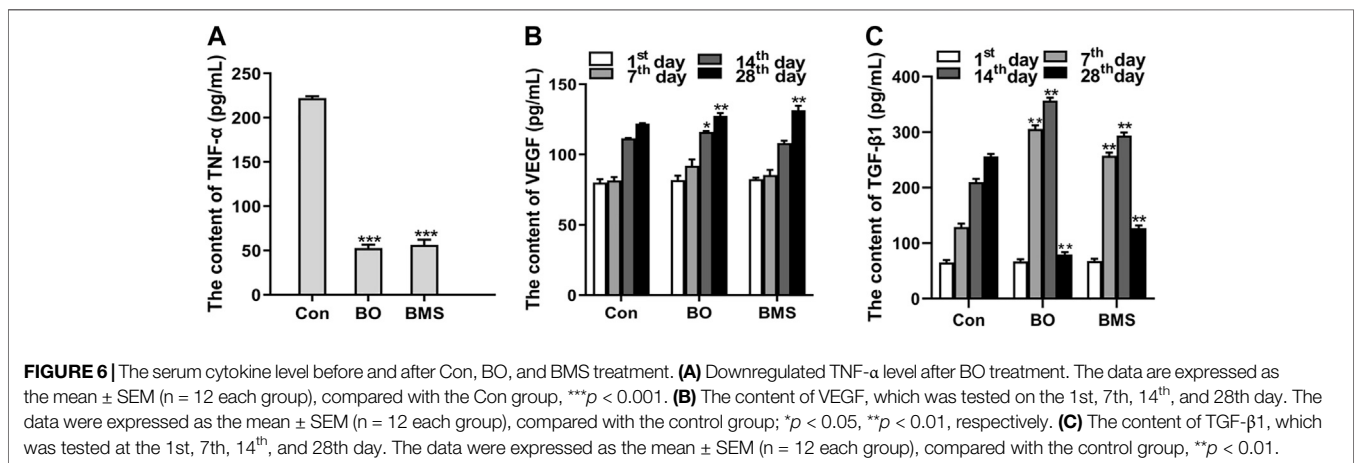 A
The content of TNF-α (pg/mL)
250
200
150
100
50
0
***
***
Con BO BMS
B
1st day 14th day
7th day 28th day
The content of VEGF (pg/mL)
150
100
50
0
*
**
**
Con BO BMS
C
1st day 7th day
14th day 28th day
The content of TGF-β1 (pg/mL)
400
300
200
100
0
**
**
**
**
**
**
Con BO BMS
FIGURE 6 | The serum cytokine level before and after Con, BO, and BMS treatment. (A) Downregulated TNF-α level after BO treatment. The data are expressed as
the mean ± SEM (n = 12 each group), compared with the Con group, ***p < 0.001. (B) The content of VEGF, which was tested on the 1st, 7th, 14th, and 28th day. The
data were expressed as the mean ± SEM (n = 12 each group), compared with the control group; *p < 0.05, **p < 0.01, respectively. (C) The content of TGF-β1, which
was tested at the 1st, 7th, 14th, and 28th day. The data were expressed as the mean ± SEM (n = 12 each group), compared with the control group, **p < 0.01.